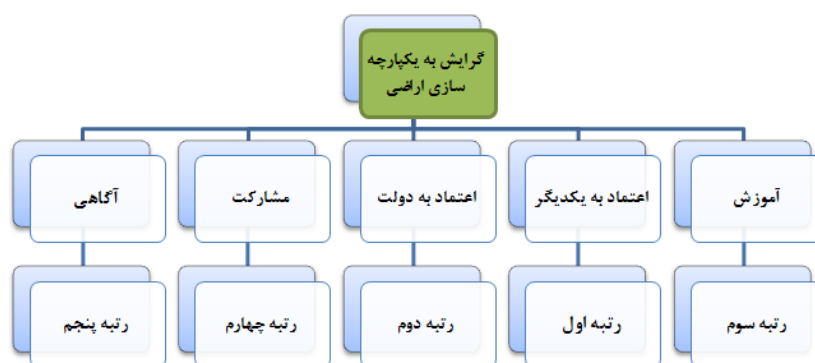 گرایش به یکپارچه
سازی اراضی
آموزش
اعتماد به یکدیگر
اعتماد به دولت
مشارکت
آگاهی
رتبه سوم
رتبه اول
رتبه دوم
رتبه چهارم
رتبه پنجم